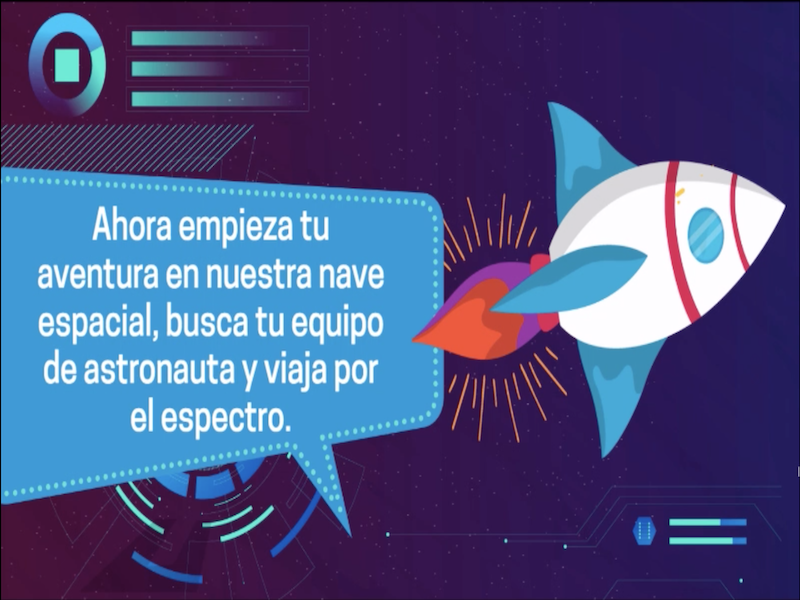 Ahora empieza tu
aventura en nuestra nave
espacial, busca tu equipo
de astronauta y viaja por
el espectro.